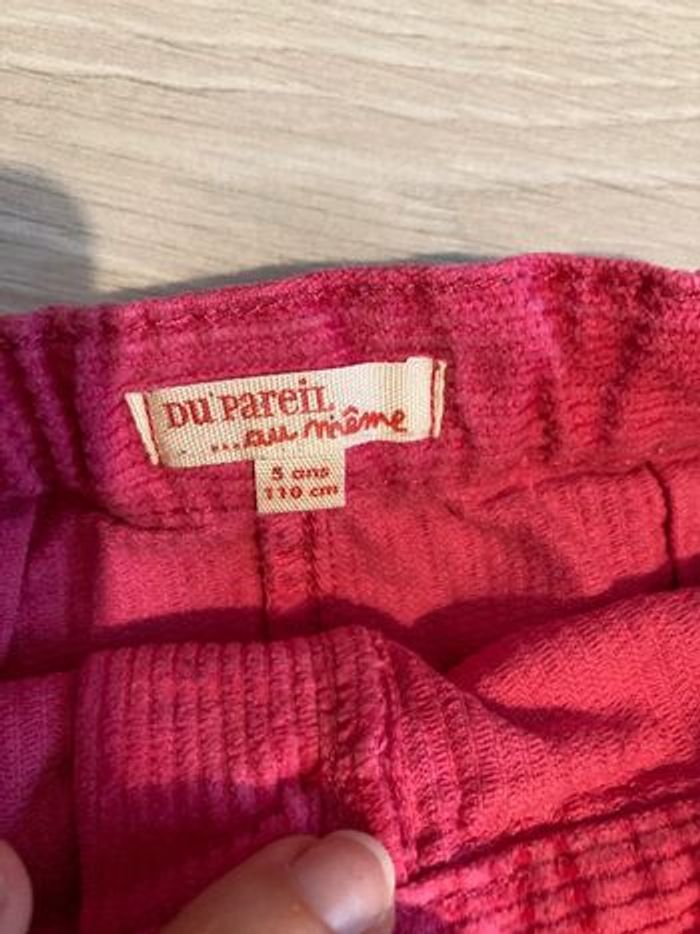 DU PAREIL
...au même
5 ans
110 cm